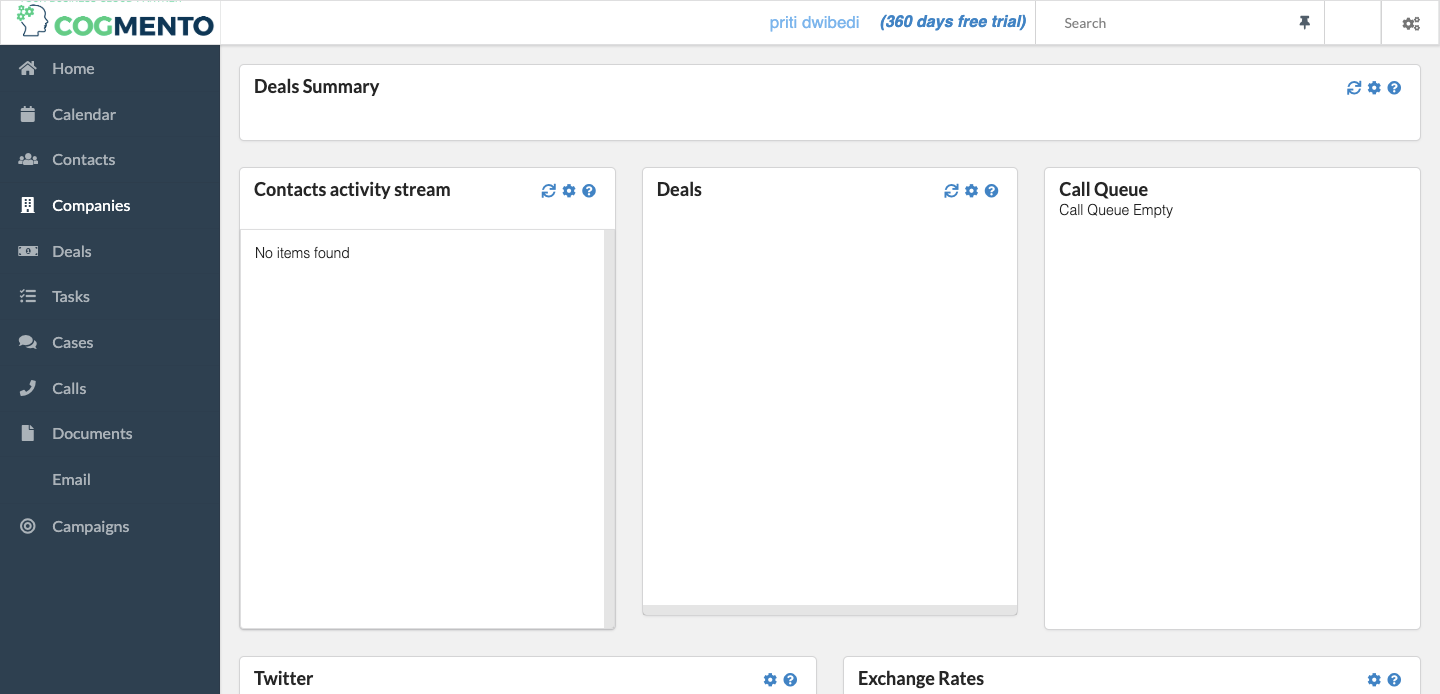 COGMENTO
priti dwibedi (360 days free trial)
Search
Home
Calendar
Contacts
Companies
Deals
Tasks
Cases
Calls
Documents
Email
Campaigns
Deals Summary
Contacts activity stream
No items found
Deals
Call Queue
Call Queue Empty
Twitter
Exchange Rates